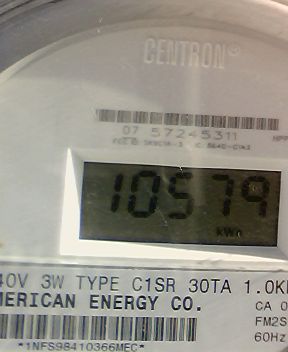 CENTRON®
07 57245311
10579
kWh
40V 3W TYPE C1SR 30TA 1.0K
MERICAN ENERGY CO.
CA 0
FM2S
60Hz
*1NFS98410366MEC*